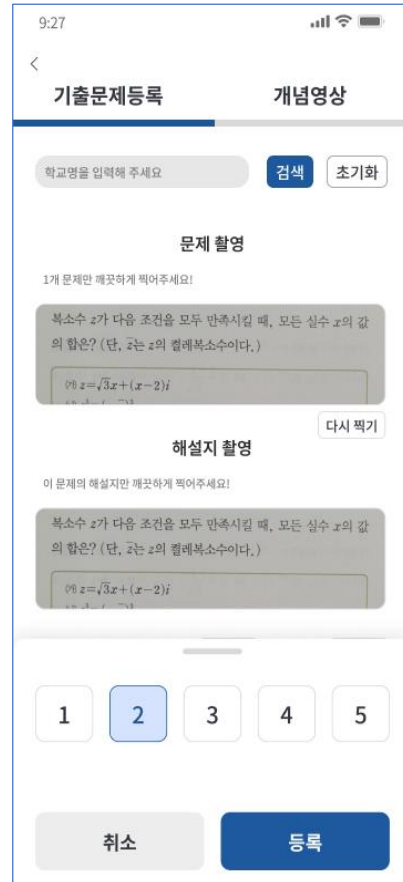 9:27
<
기출문제등록 개념영상
학교명을 입력해 주세요 검색 초기화
문제 촬영
1개 문제만 깨끗하게 찍어주세요!
복소수 z가 다음 조건을 모두 만족시킬 때, 모든 실수 x의 값
의 합은? (단, z̅는 z의 켤레복소수이다.)
㈎ z=√3x+(x−2)i
다시 찍기
해설지 촬영
이 문제의 해설지만 깨끗하게 찍어주세요!
복소수 z가 다음 조건을 모두 만족시킬 때, 모든 실수 x의 값
의 합은? (단, z̅는 z의 켤레복소수이다.)
㈎ z=√3x+(x−2)i
1 2 3 4 5
취소 등록